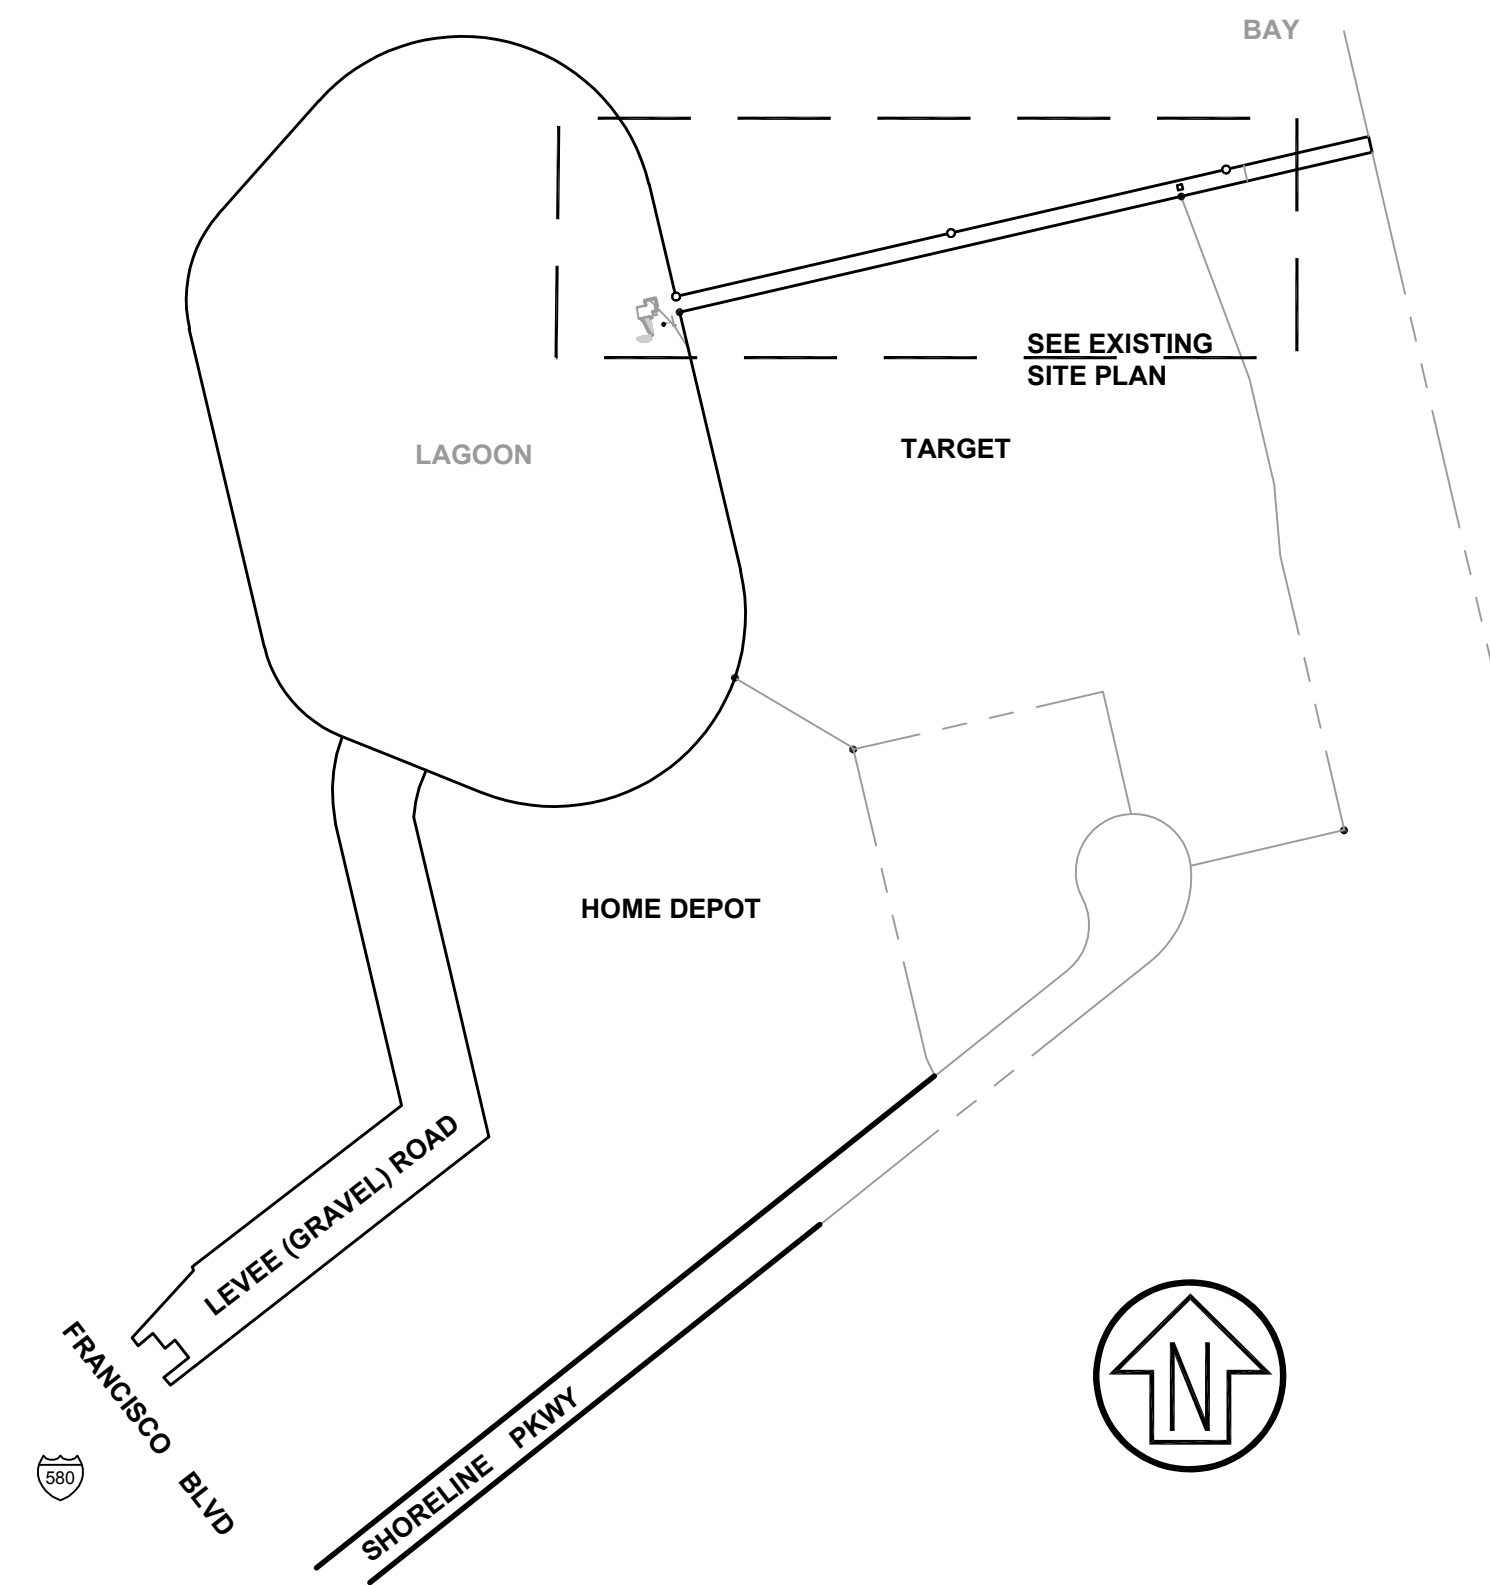 BAY
SEE EXISTING
SITE PLAN
LAGOON
TARGET
HOME DEPOT
LEVEE (GRAVEL) ROAD
FRANCISCO BLVD
SHORELINE PKWY
580
N